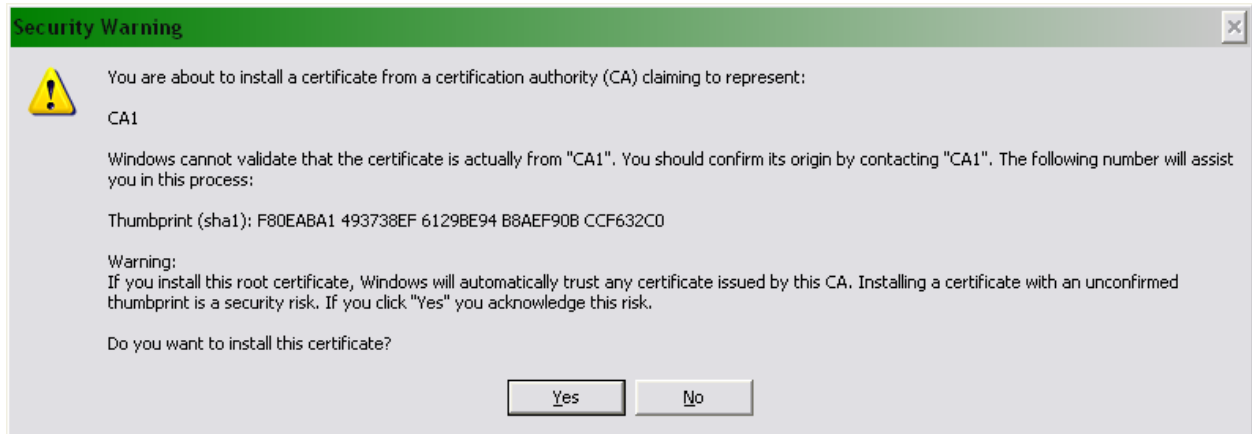 Security Warning
You are about to install a certificate from a certification authority (CA) claiming to represent:
CA1
Windows cannot validate that the certificate is actually from "CA1". You should confirm its origin by contacting "CA1". The following number will assist
you in this process:
Thumbprint (sha1): F80EABA1 493738EF 6129BE94 B8AEF90B CCF632C0
Warning:
If you install this root certificate, Windows will automatically trust any certificate issued by this CA. Installing a certificate with an unconfirmed
thumbprint is a security risk. If you click "Yes" you acknowledge this risk.
Do you want to install this certificate?
Yes No